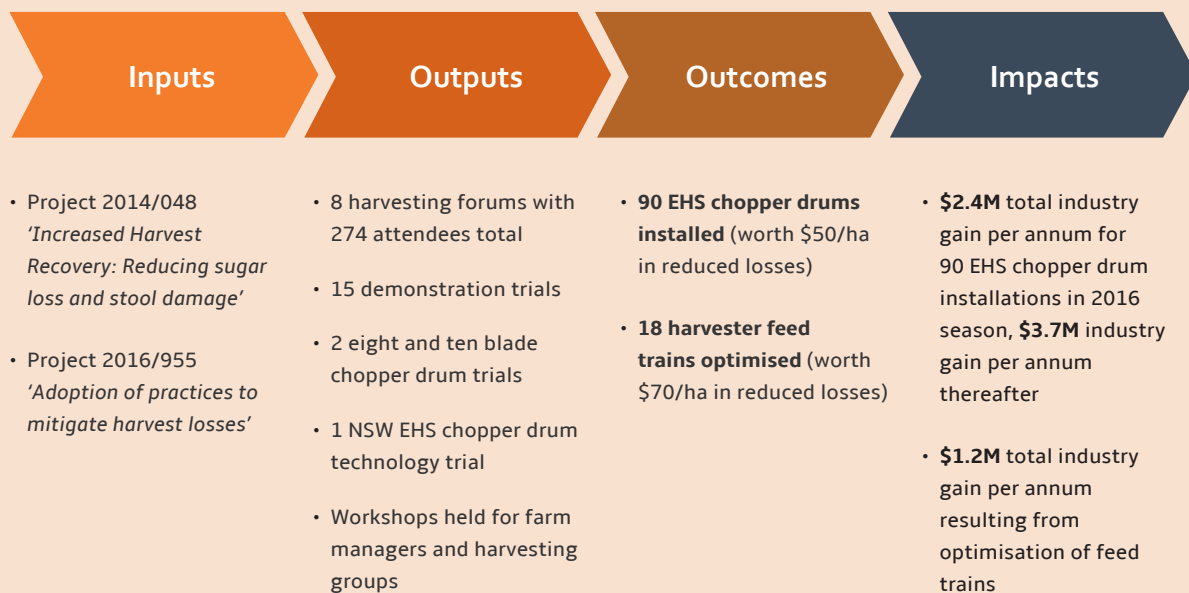 Inputs
Outputs
Outcomes
Impacts
• Project 2014/048
‘Increased Harvest
Recovery: Reducing sugar
loss and stool damage’
• Project 2016/955
‘Adoption of practices to
mitigate harvest losses’
• 8 harvesting forums with
274 attendees total
• 15 demonstration trials
• 2 eight and ten blade
chopper drum trials
• 1 NSW EHS chopper drum
technology trial
• Workshops held for farm
managers and harvesting
groups
• 90 EHS chopper drums
installed (worth $50/ha
in reduced losses)
• 18 harvester feed
trains optimised (worth
$70/ha in reduced losses)
• $2.4M total industry
gain per annum for
90 EHS chopper drum
installations in 2016
season, $3.7M industry
gain per annum
thereafter
• $1.2M total industry
gain per annum
resulting from
optimisation of feed
trains